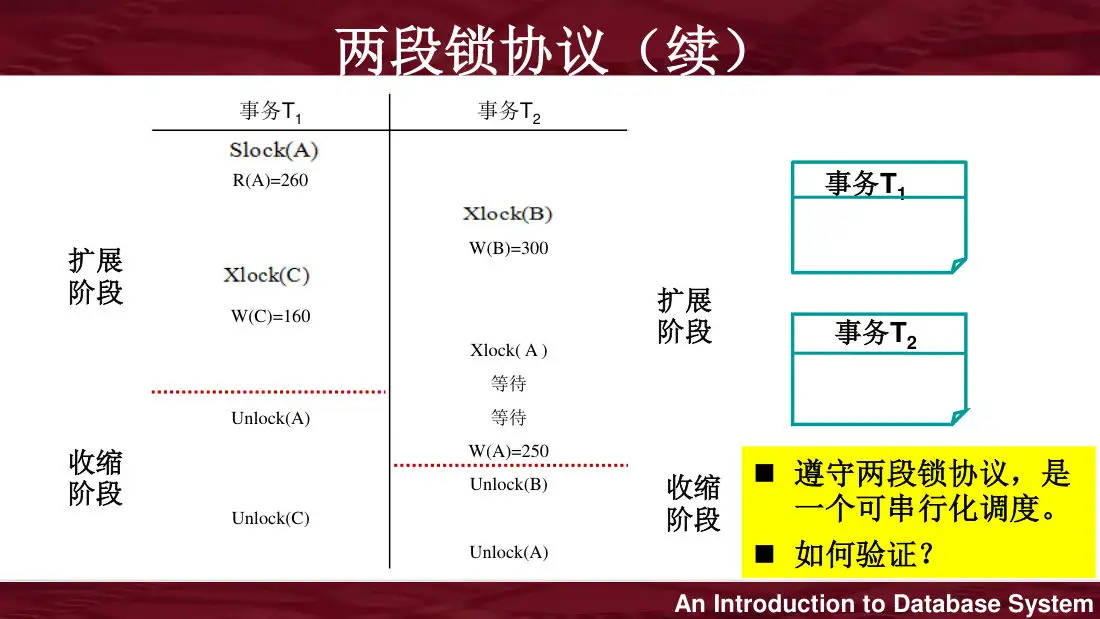 两段锁协议（续）
事务T1
事务T2
Slock(A)
R(A)=260
Xlock(B)
W(B)=300
扩展
阶段
Xlock(C)
W(C)=160
Xlock( A )
等待
等待
Unlock(A)
W(A)=250
收缩
阶段
Unlock(B)
Unlock(C)
Unlock(A)
扩展
阶段
收缩
阶段
事务T1
事务T2
■ 遵守两段锁协议，是
一个可串行化调度。
■ 如何验证？
An Introduction to Database System